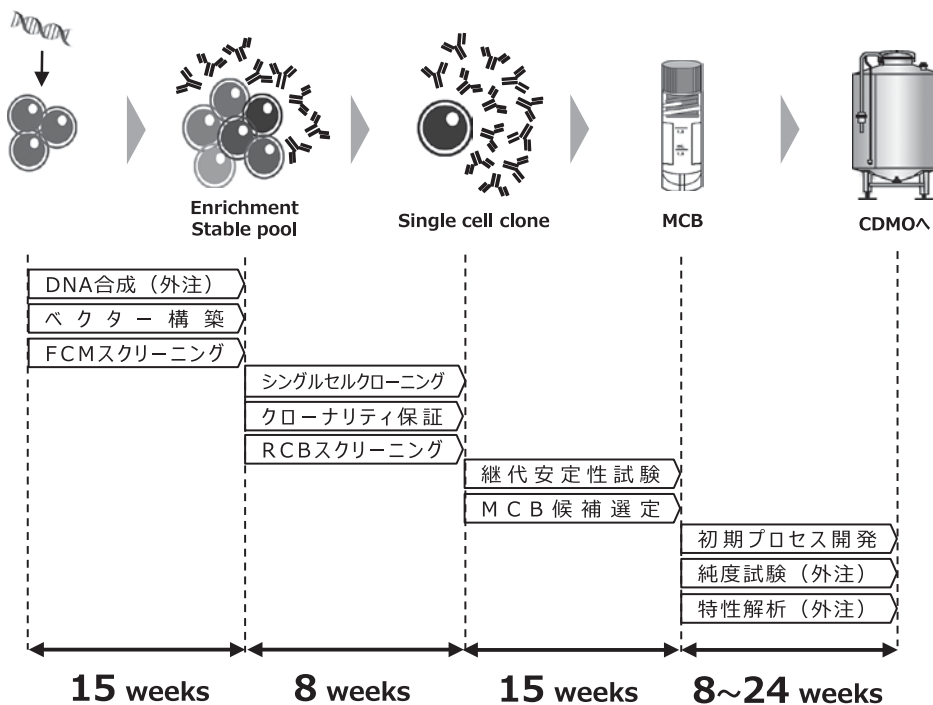 Enrichment
Stable pool
Single cell clone
MCB
CDMOへ
DNA合成（外注）
ベクター構築
FCMスクリーニング
シングルセルクローニング
クローナリティ保証
RCBスクリーニング
継代安定性試験
MCB候補選定
初期プロセス開発
純度試験（外注）
特性解析（外注）
15 weeks
8 weeks
15 weeks
8~24 weeks